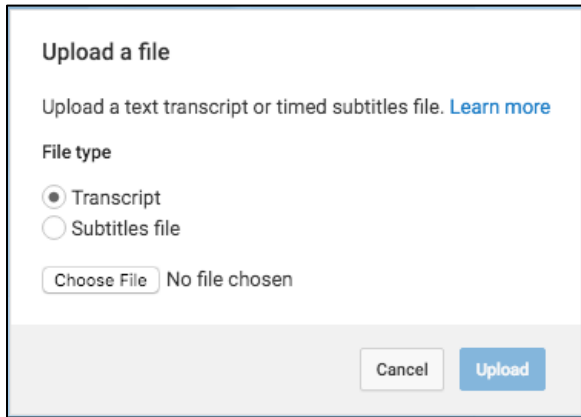 Upload a file
Upload a text transcript or timed subtitles file. Learn more
File type
Transcript
Subtitles file
Choose File No file chosen
Cancel Upload